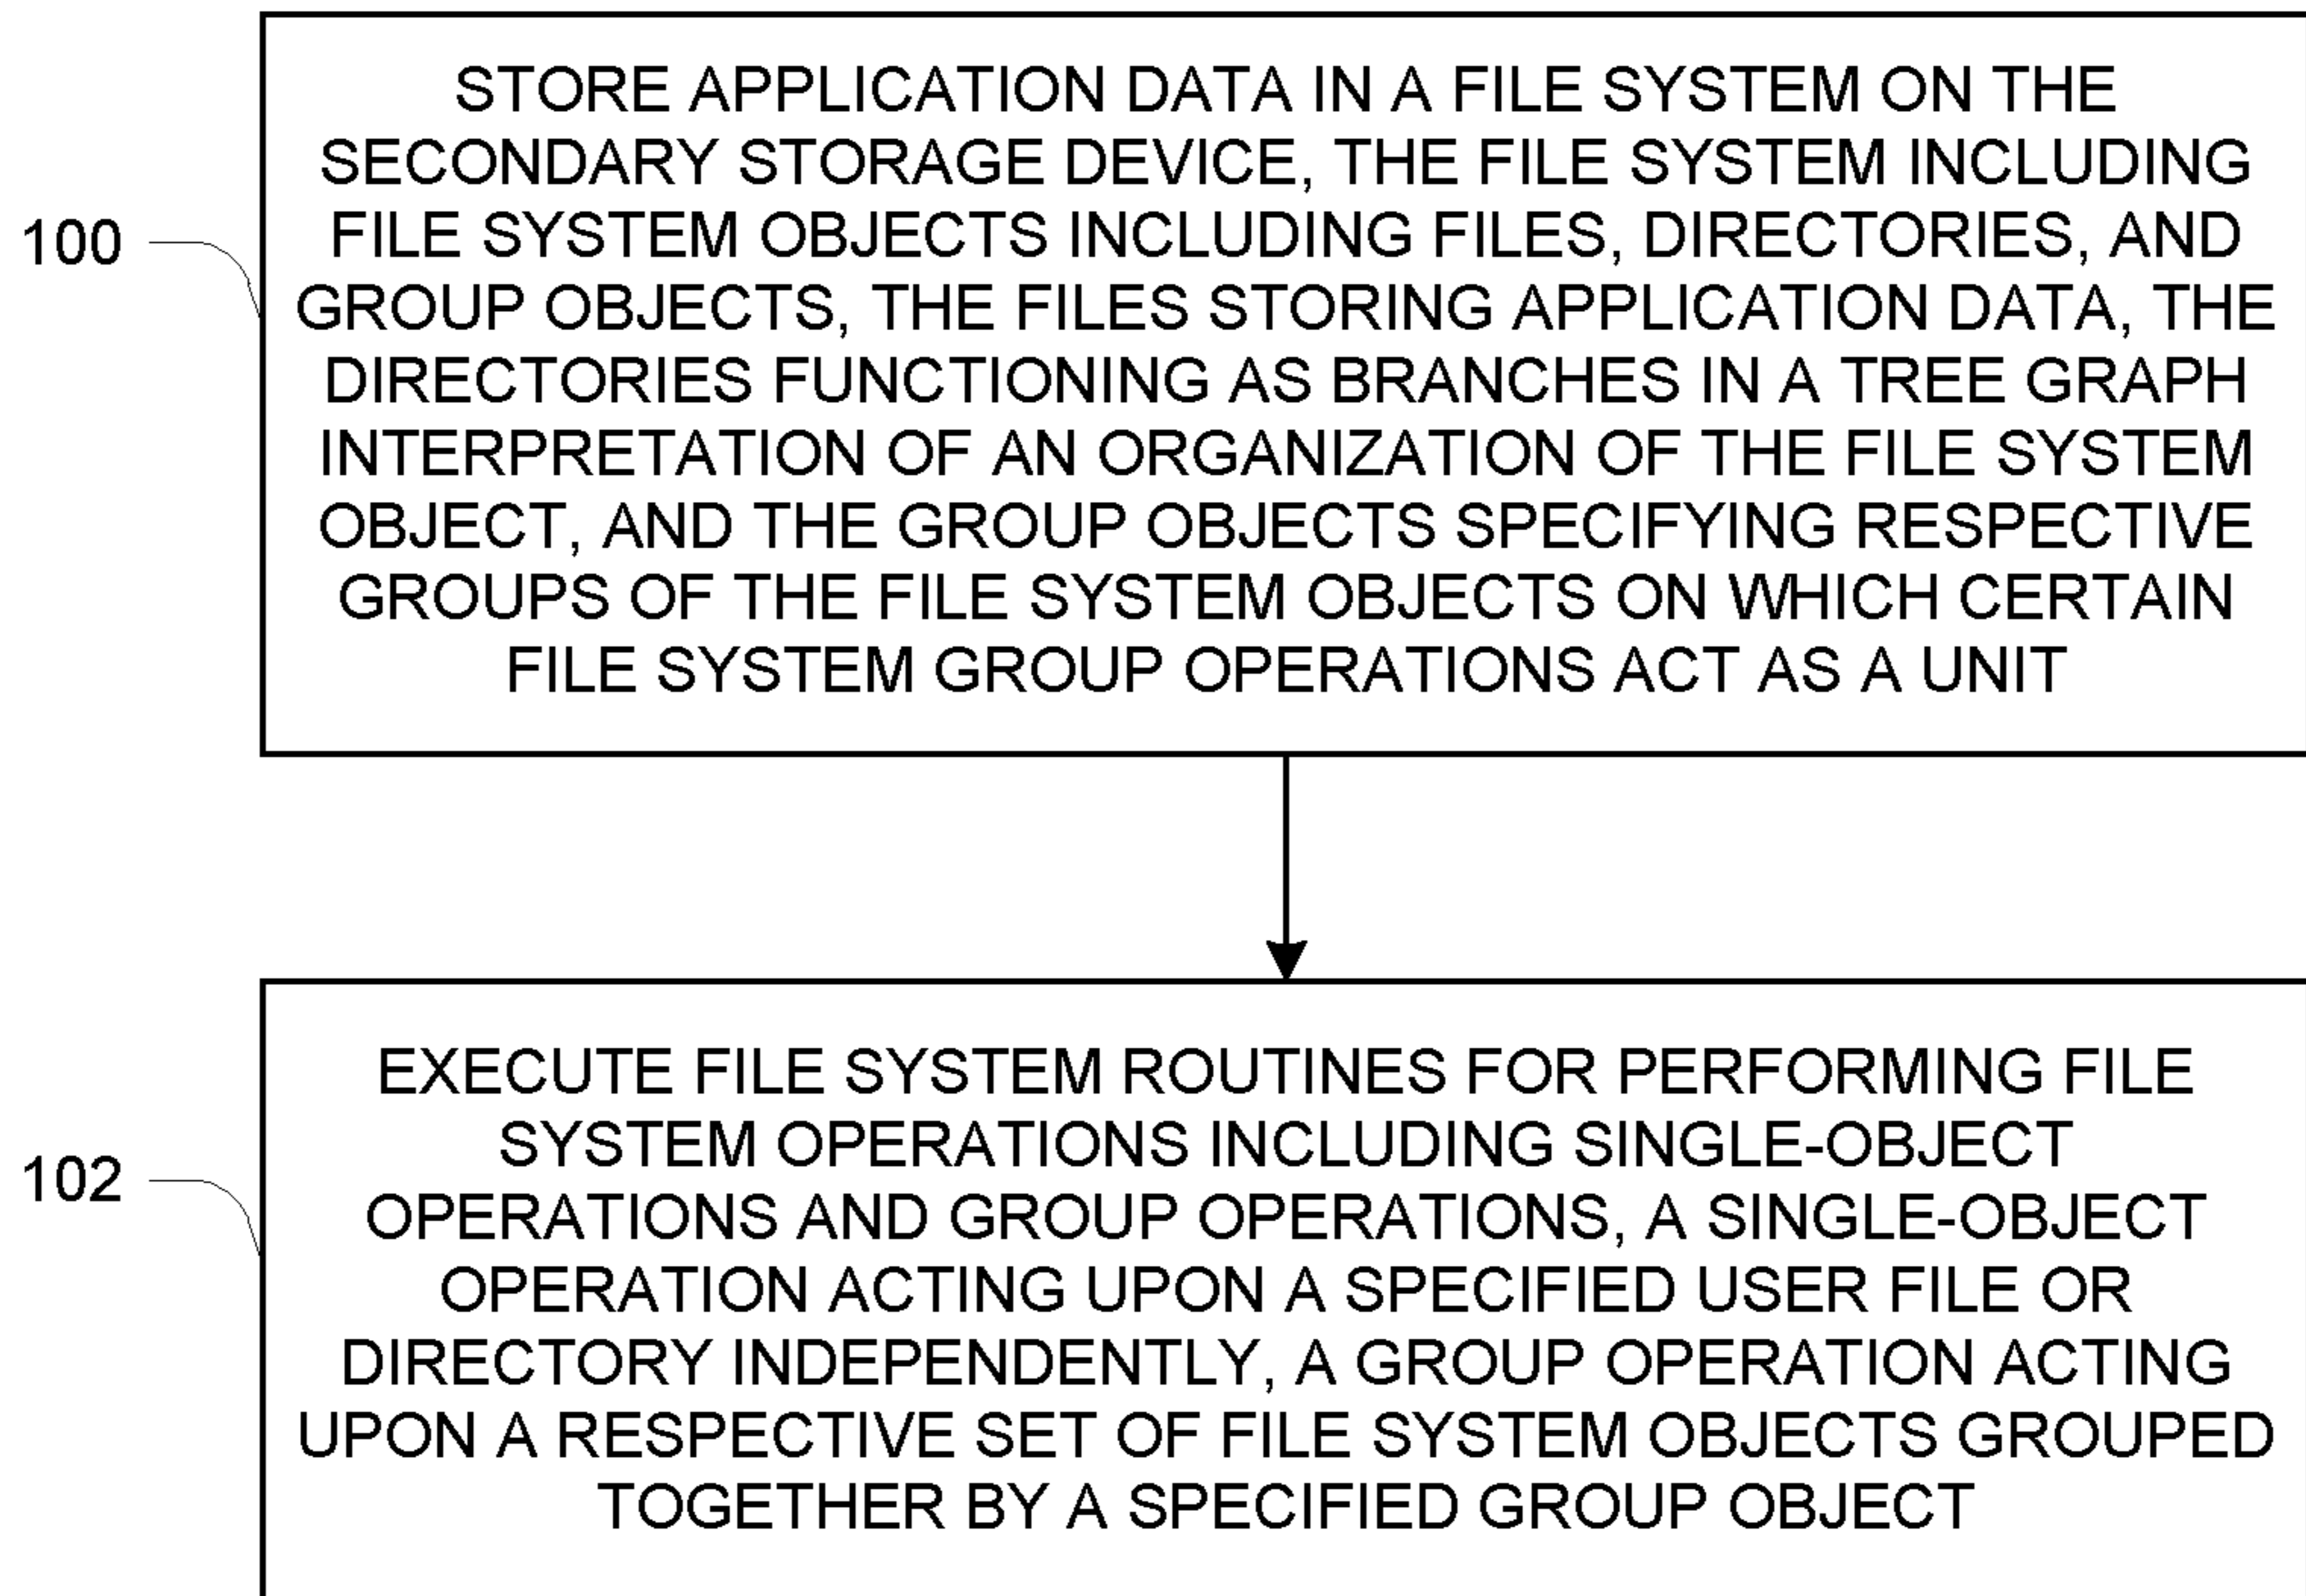 STORE APPLICATION DATA IN A FILE SYSTEM ON THE
SECONDARY STORAGE DEVICE, THE FILE SYSTEM INCLUDING
FILE SYSTEM OBJECTS INCLUDING FILES, DIRECTORIES, AND
100
GROUP OBJECTS, THE FILES STORING APPLICATION DATA, THE
DIRECTORIES FUNCTIONING AS BRANCHES IN A TREE GRAPH
INTERPRETATION OF AN ORGANIZATION OF THE FILE SYSTEM
OBJECT, AND THE GROUP OBJECTS SPECIFYING RESPECTIVE
GROUPS OF THE FILE SYSTEM OBJECTS ON WHICH CERTAIN
FILE SYSTEM GROUP OPERATIONS ACT AS A UNIT
EXECUTE FILE SYSTEM ROUTINES FOR PERFORMING FILE
SYSTEM OPERATIONS INCLUDING SINGLE-OBJECT
102
OPERATIONS AND GROUP OPERATIONS, A SINGLE-OBJECT
OPERATION ACTING UPON A SPECIFIED USER FILE OR
DIRECTORY INDEPENDENTLY, A GROUP OPERATION ACTING
UPON A RESPECTIVE SET OF FILE SYSTEM OBJECTS GROUPED
TOGETHER BY A SPECIFIED GROUP OBJECT